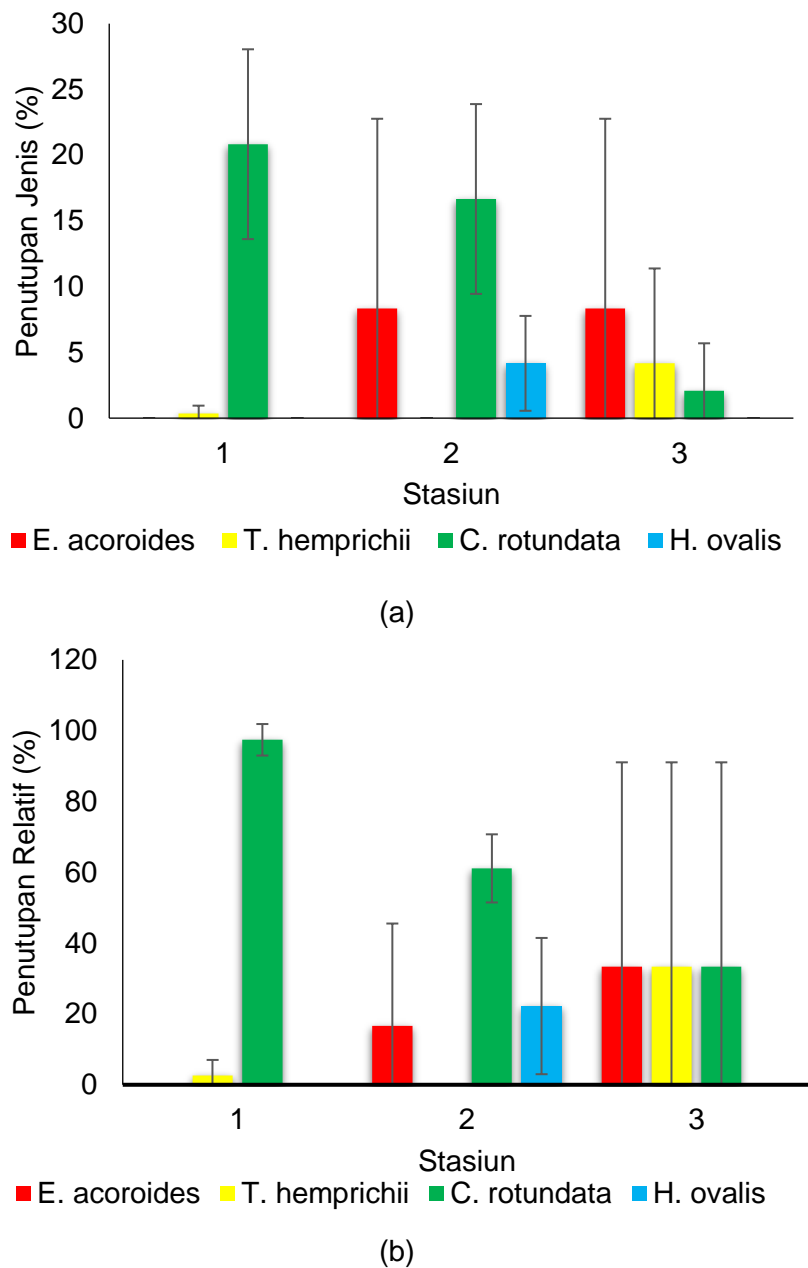 30
25
20
15
10
5
0
Penutupan Jenis (%)
1 2 3
Stasiun
E. acoroides T. hemprichii C. rotundata H. ovalis
(a)
120
100
80
60
40
20
0
Penutupan Relatif (%)
1 2 3
Stasiun
E. acoroides T. hemprichii C. rotundata H. ovalis
(b)